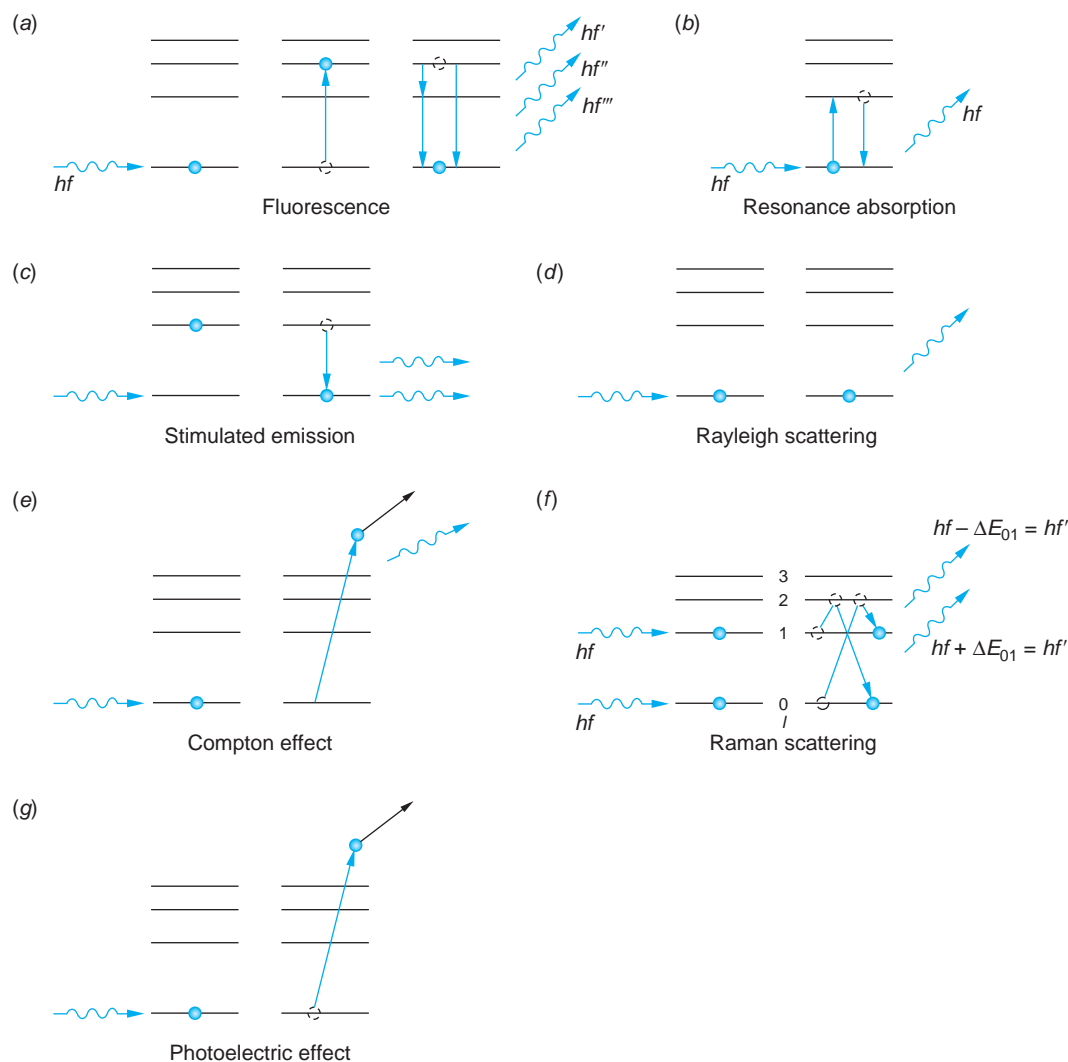 (a)
hf′
hf″
hf‴
hf
Fluorescence
(b)
hf
hf
Resonance absorption
(c)
Stimulated emission
(d)
Rayleigh scattering
(e)
Compton effect
(f)
hf – ΔE01 = hf′
3
2
1
hf
hf + ΔE01 = hf′
0
hf
l
Raman scattering
(g)
Photoelectric effect